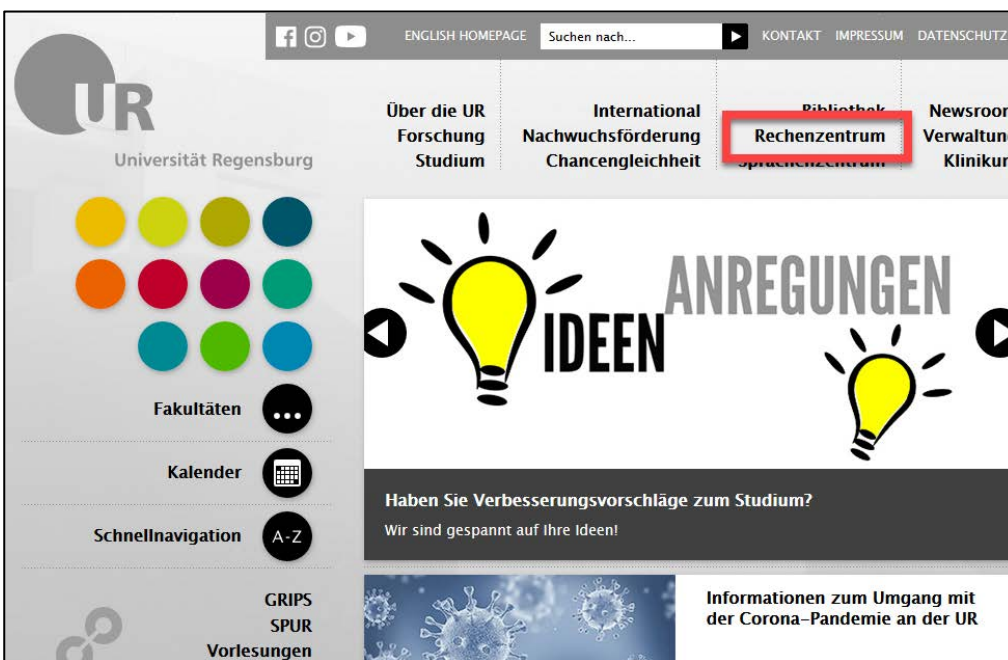 ENGLISH HOMEPAGE
Suchen nach...
KONTAKT IMPRESSUM DATENSCHUTZ
UR
Universität Regensburg
Über die UR
Forschung
Studium
International
Nachwuchsförderung
Chancengleichheit
Bibliothek
Rechenzentrum
Sprachenzentrum
Newsroom
Verwaltung
Klinikum
IDEEN
ANREGUNGEN
Haben Sie Verbesserungsvorschläge zum Studium?
Wir sind gespannt auf Ihre Ideen!
Fakultäten
Kalender
Schnellnavigation A-Z
GRIPS
SPUR
Vorlesungen
Informationen zum Umgang mit
der Corona-Pandemie an der UR